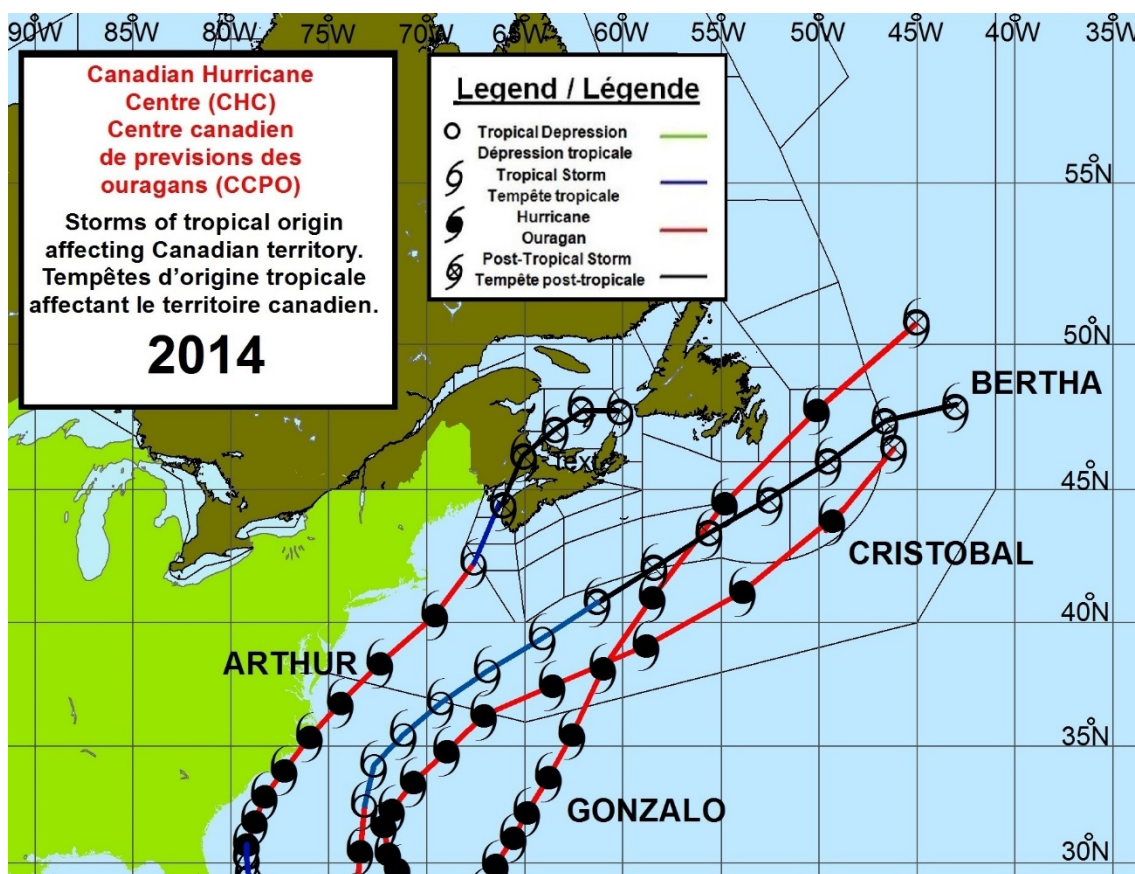 90W 85W 80W 75W 70W 65W 60W 55W 50W 45W 40W 35W
Canadian Hurricane
Centre (CHC)
Centre canadien
de previsions des
ouragans (CCPO)
Storms of tropical origin
affecting Canadian territory.
Tempêtes d’origine tropicale
affectant le territoire canadien.
2014
Legend / Légende
Tropical Depression
Dépression tropicale
Tropical Storm
Tempête tropicale
Hurricane
Ouragan
Post-Tropical Storm
Tempête post-tropicale
55N
50N
BERTHA
Text
45N
CRISTOBAL
40N
ARTHUR
35N
GONZALO
30N